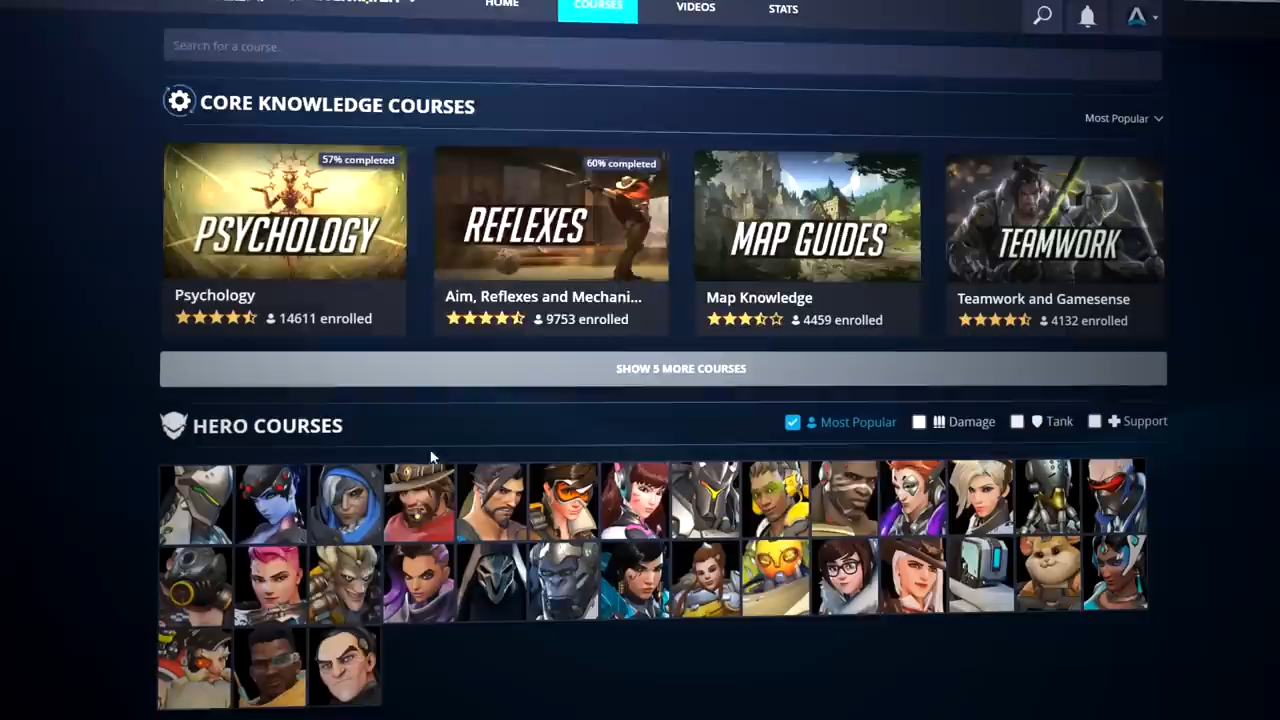 HOME
COURSES
VIDEOS
STATS
Search for a course.
CORE KNOWLEDGE COURSES
Most Popular
57% completed
PSYCHOLOGY
Psychology
14611 enrolled
60% completed
REFLEXES
Aim, Reflexes and Mechani...
9753 enrolled
MAP GUIDES
Map Knowledge
4459 enrolled
TEAMWORK
Teamwork and Gamesense
4132 enrolled
SHOW 5 MORE COURSES
HERO COURSES
Most Popular
Damage
Tank
Support